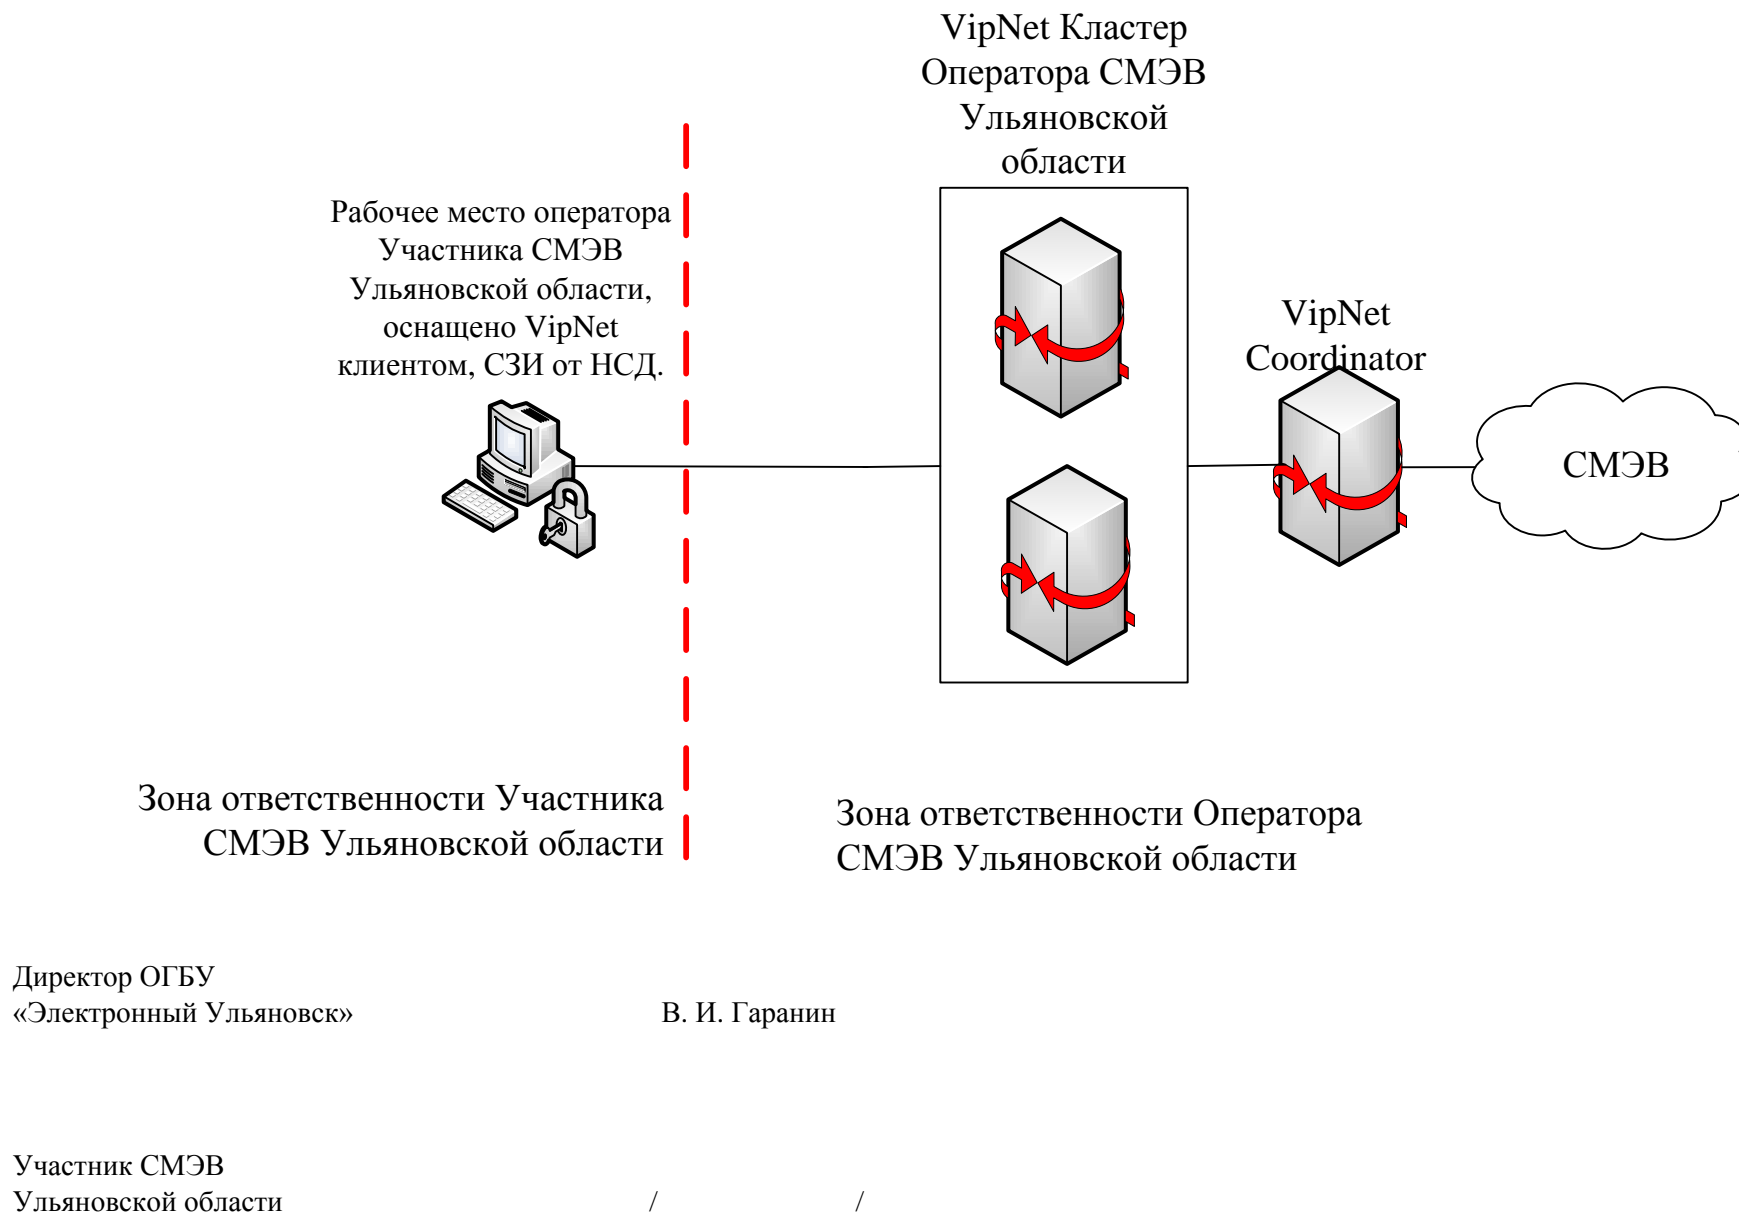 VipNet Кластер
Оператора СМЭВ
Ульяновской
области
Рабочее место оператора
Участника СМЭВ
Ульяновской области,
оснащено VipNet
клиентом, СЗИ от НСД.
VipNet
Coordinator
СМЭВ
Зона ответственности Участника
СМЭВ Ульяновской области
Зона ответственности Оператора
СМЭВ Ульяновской области
Директор ОГБУ
«Электронный Ульяновск» В. И. Гаранин
Участник СМЭВ
Ульяновской области / /